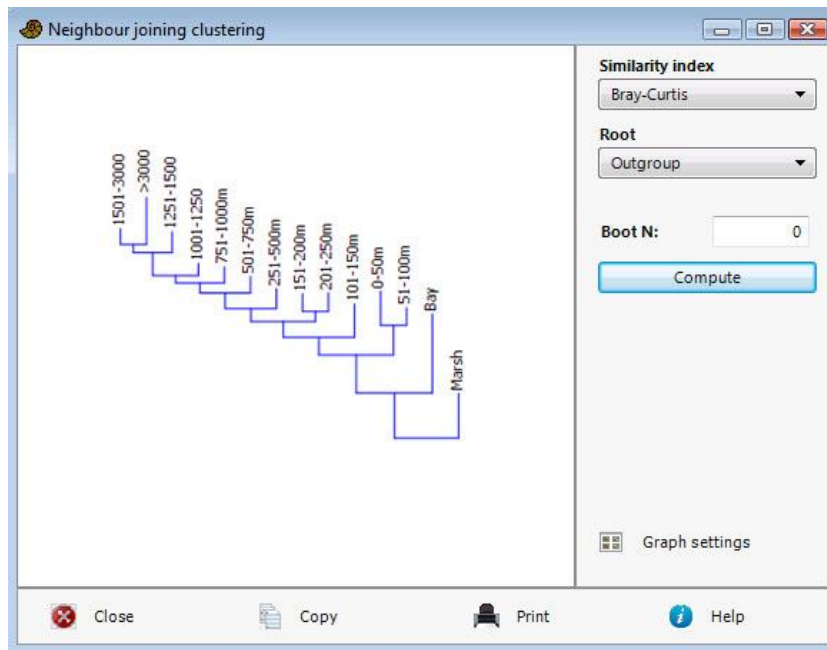 Neighbour joining clustering
Similarity index
Bray-Curtis
Root
Outgroup
Boot N:
0
Compute
1501-3000
>3000
1251-1500
1001-1250
751-1000m
501-750m
251-500m
151-200m
201-250m
101-150m
0-50m
51-100m
Bay
Marsh
Graph settings
Close
Copy
Print
Help